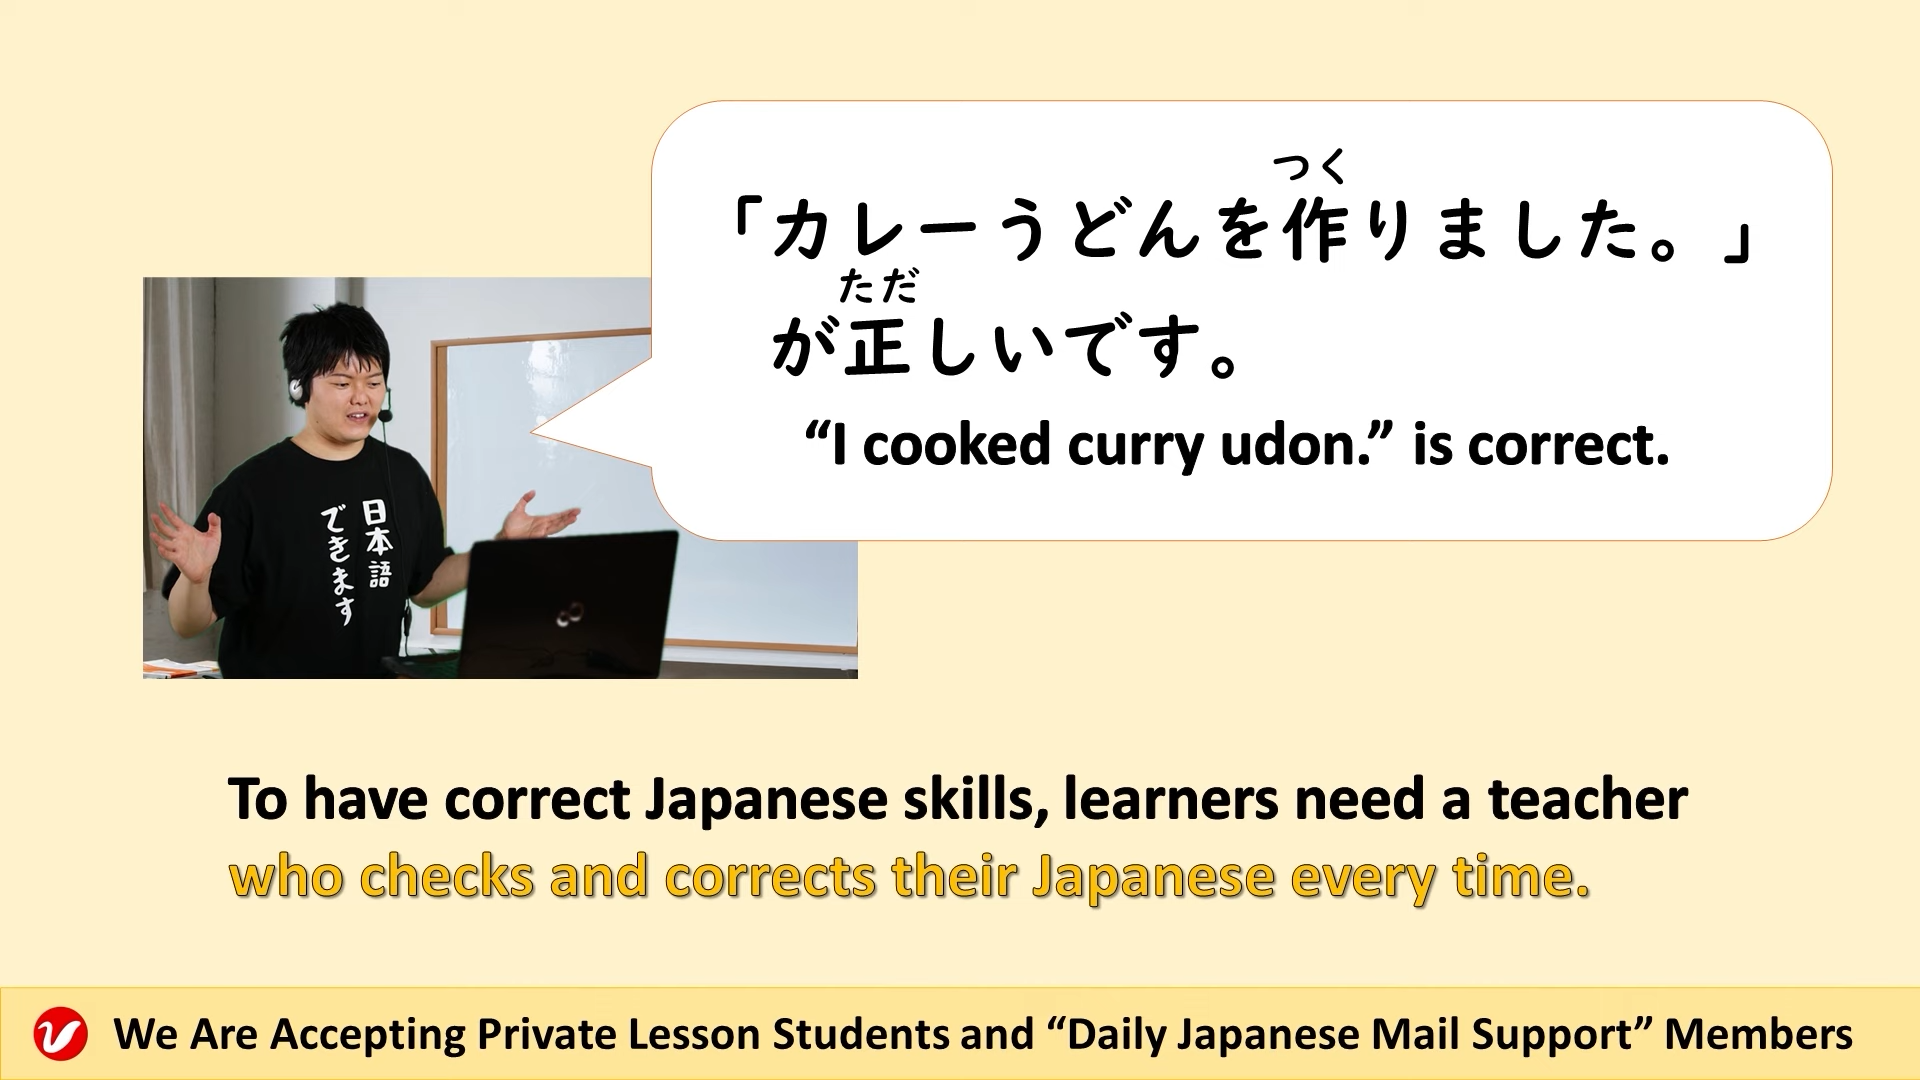 つく
「カレーうどんを作りました。」
ただ
が正しいです。
“I cooked curry udon.” is correct.
日本語
できます
To have correct Japanese skills, learners need a teacher
who checks and corrects their Japanese every time.
We Are Accepting Private Lesson Students and “Daily Japanese Mail Support” Members